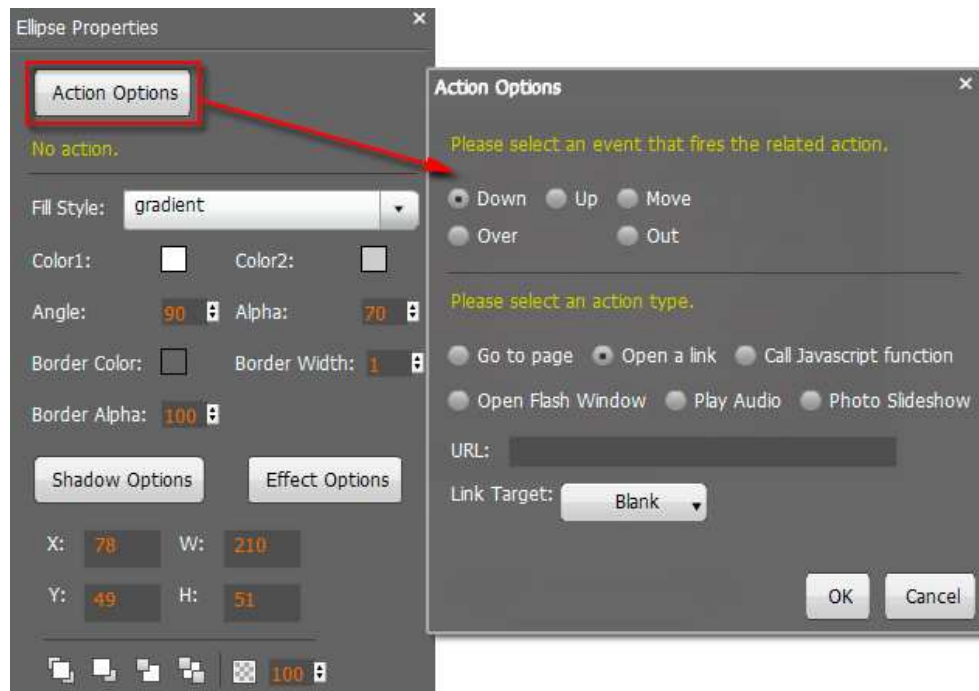 Ellipse Properties
Action Options
No action.
Fill Style: gradient
Color1: Color2:
Angle: 90 Alpha: 70
Border Color: Border Width: 1
Border Alpha: 100
Shadow Options Effect Options
X: 78 W: 210
Y: 49 H: 51
100
Action Options
Please select an event that fires the related action.
Down Up Move
Over Out
Please select an action type.
Go to page Open a link Call Javascript function
Open Flash Window Play Audio Photo Slideshow
URL:
Link Target: Blank
OK Cancel